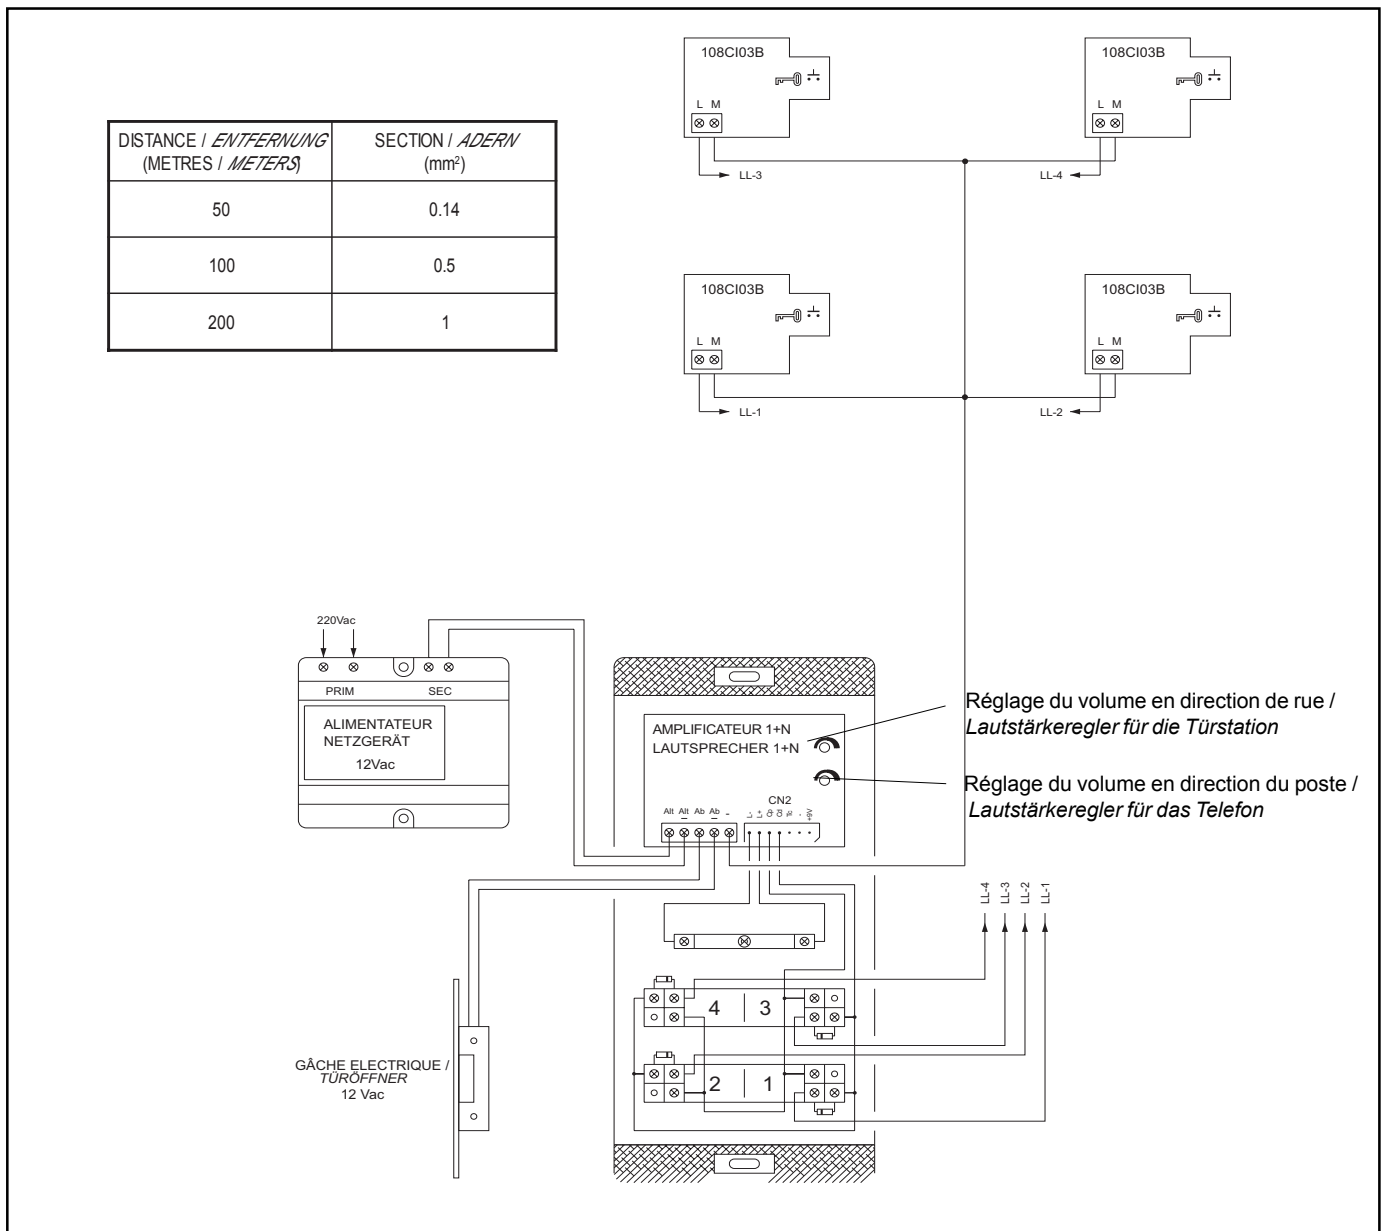 108CI03B
L M
LL-3
108CI03B
L M
LL-4
DISTANCE / ENTFERNUNG
(METRES / METERS)
SECTION / ADERN
(mm²)
50
0.14
100
0.5
200
1
108CI03B
L M
LL-1
108CI03B
L M
LL-2
220Vac
PRIM
SEC
ALIMENTATEUR
NETZGERÄT
12Vac
AMPLIFICATEUR 1+N
LAUTSPRECHER 1+N
Réglage du volume en direction de rue /
Lautstärkeregler für die Türstation
Réglage du volume en direction du poste /
Lautstärkeregler für das Telefon
CN2
Alt Alt Ab Ab -
L- L+ Cp Cd Tc - +9V
LL-4
LL-3
LL-2
LL-1
4 | 3
2 | 1
GÂCHE ELECTRIQUE /
TÜRÖFFNER
12 Vac